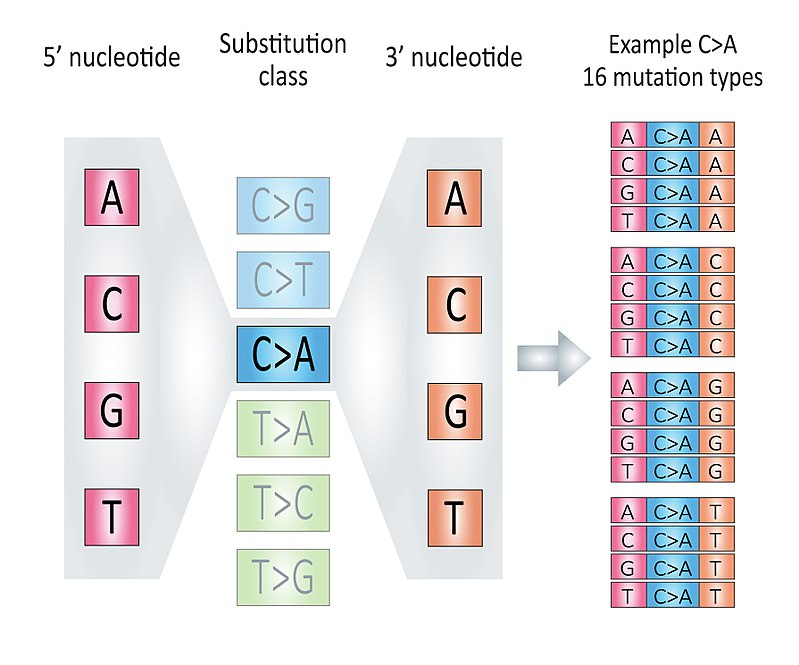 5’ nucleotide
Substitution
class
3’ nucleotide
Example C>A
16 mutation types
A
C
G
T
C>G
C>T
C>A
T>A
T>C
T>G
A
C
G
T
A C>A A
C C>A A
G C>A A
T C>A A
A C>A C
C C>A C
G C>A C
T C>A C
A C>A G
C C>A G
G C>A G
T C>A G
A C>A T
C C>A T
G C>A T
T C>A T